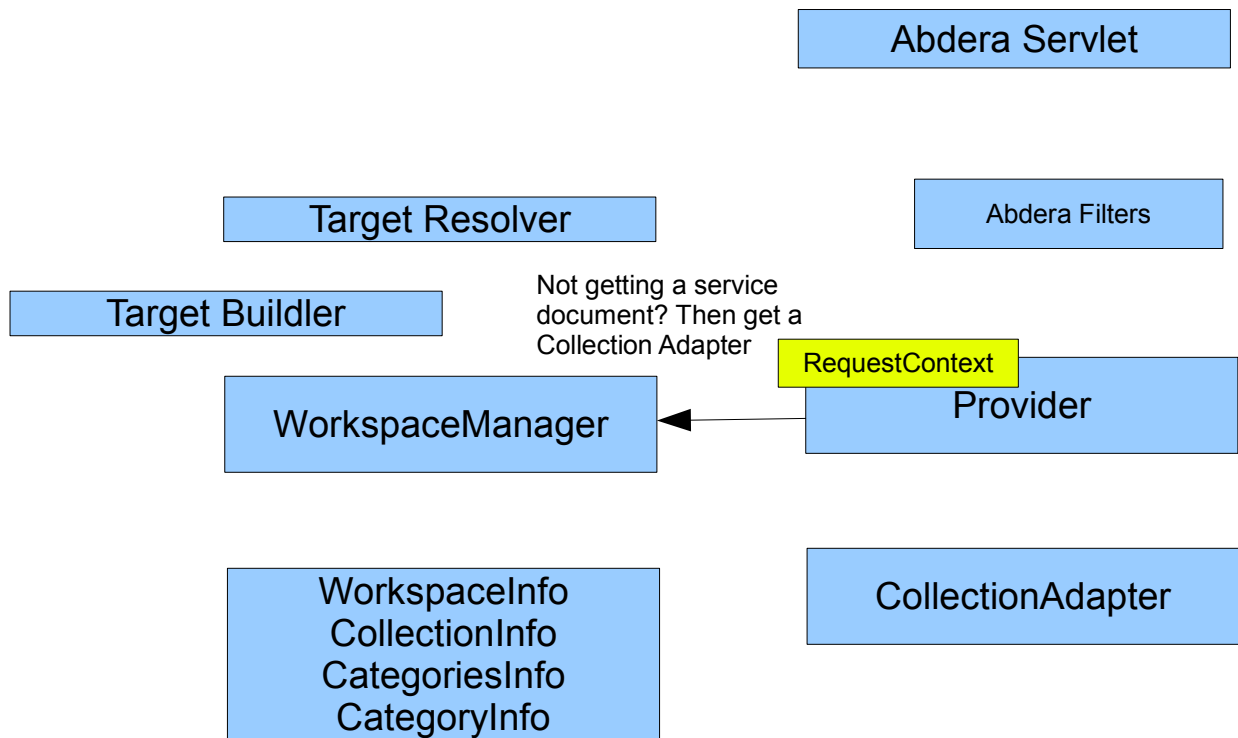 Abdera Servlet
Abdera Filters
Target Resolver
Target Buildler
Not getting a service
document? Then get a
Collection Adapter
RequestContext
Provider
WorkspaceManager
CollectionAdapter
WorkspaceInfo
CollectionInfo
CategoriesInfo
CategoryInfo